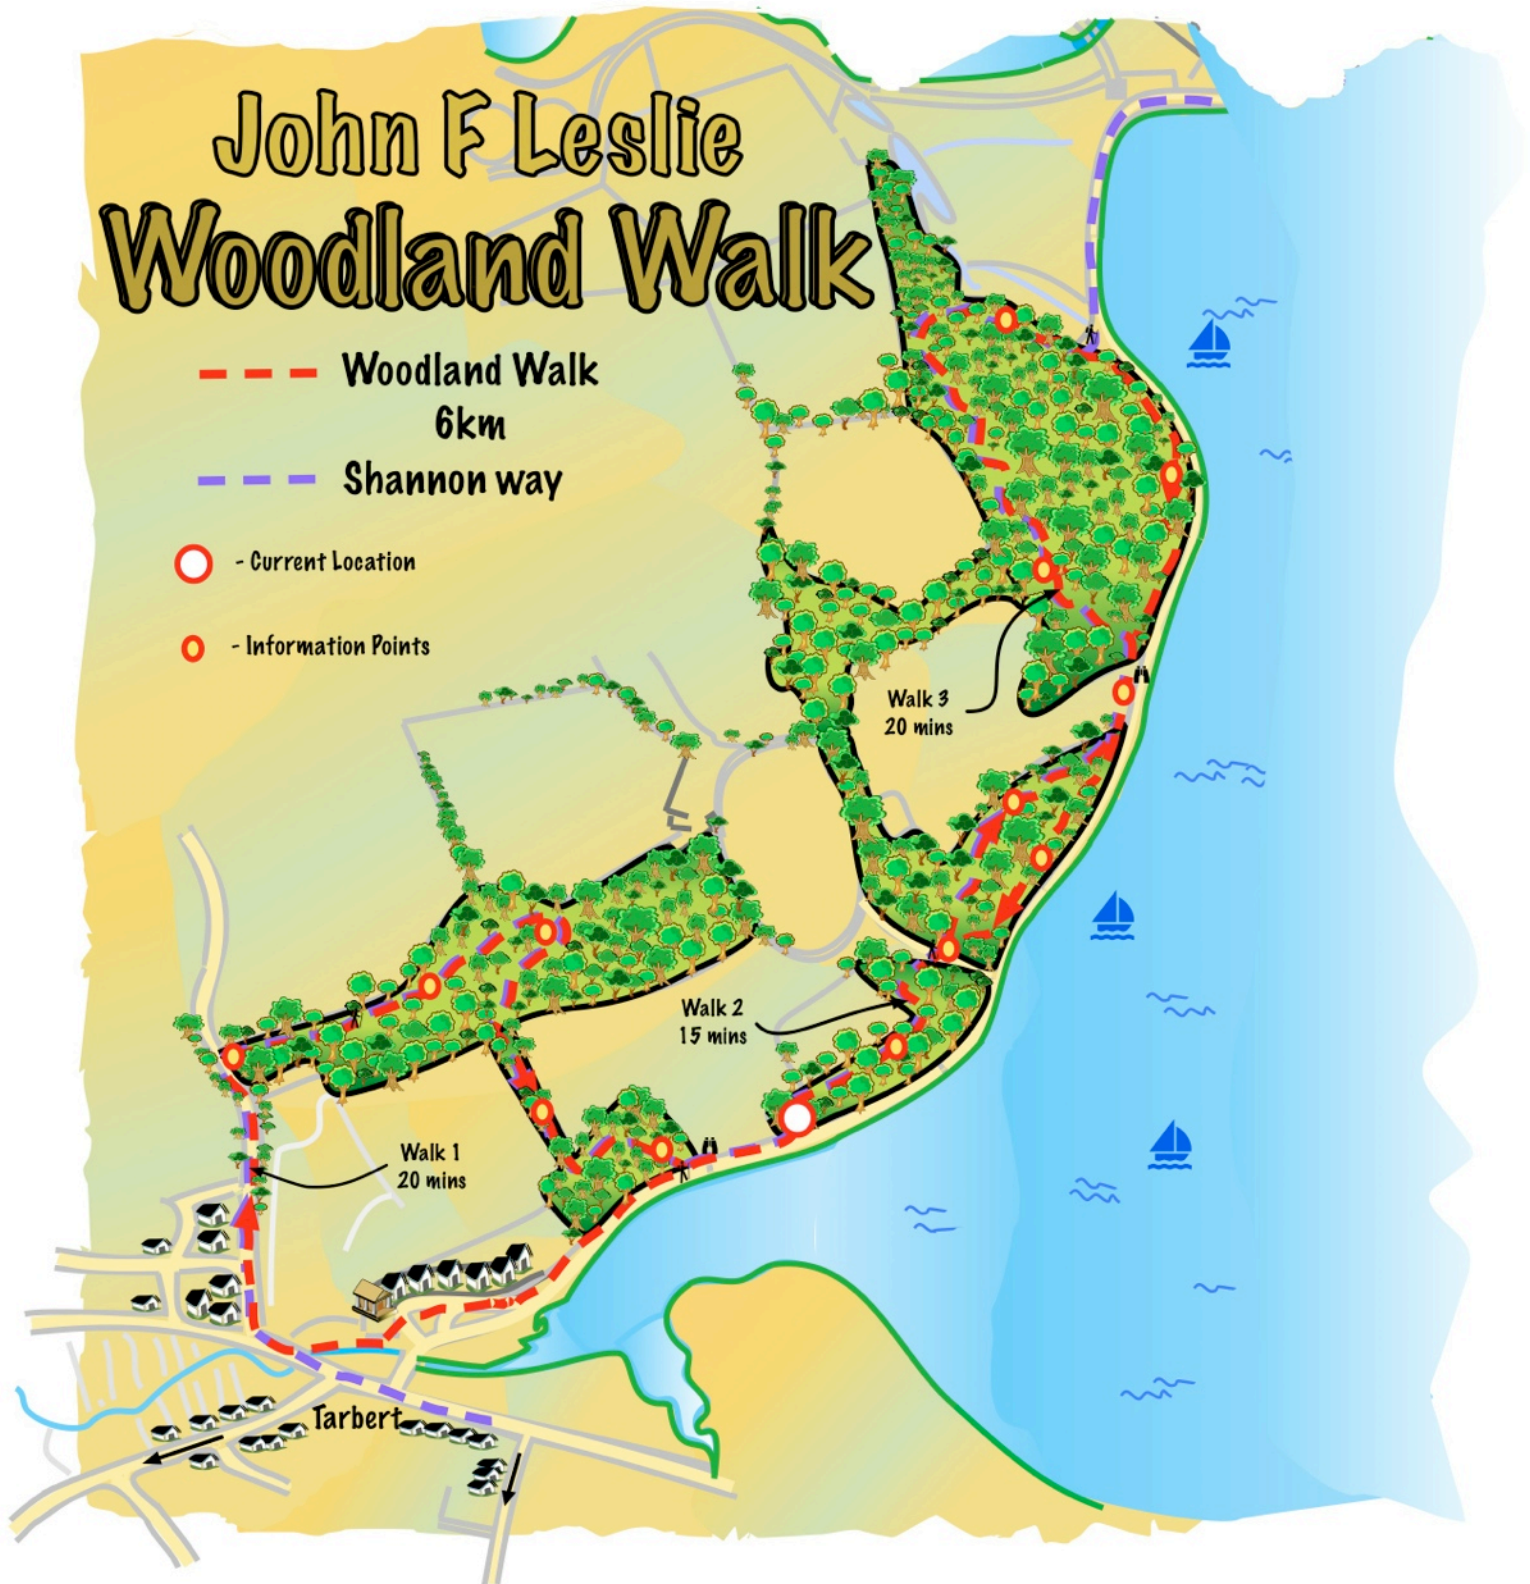 John F Leslie
Woodland Walk
Woodland Walk
6km
Shannon way
- Current Location
- Information Points
Walk 3
20 mins
Walk 2
15 mins
Walk 1
20 mins
Tarbert